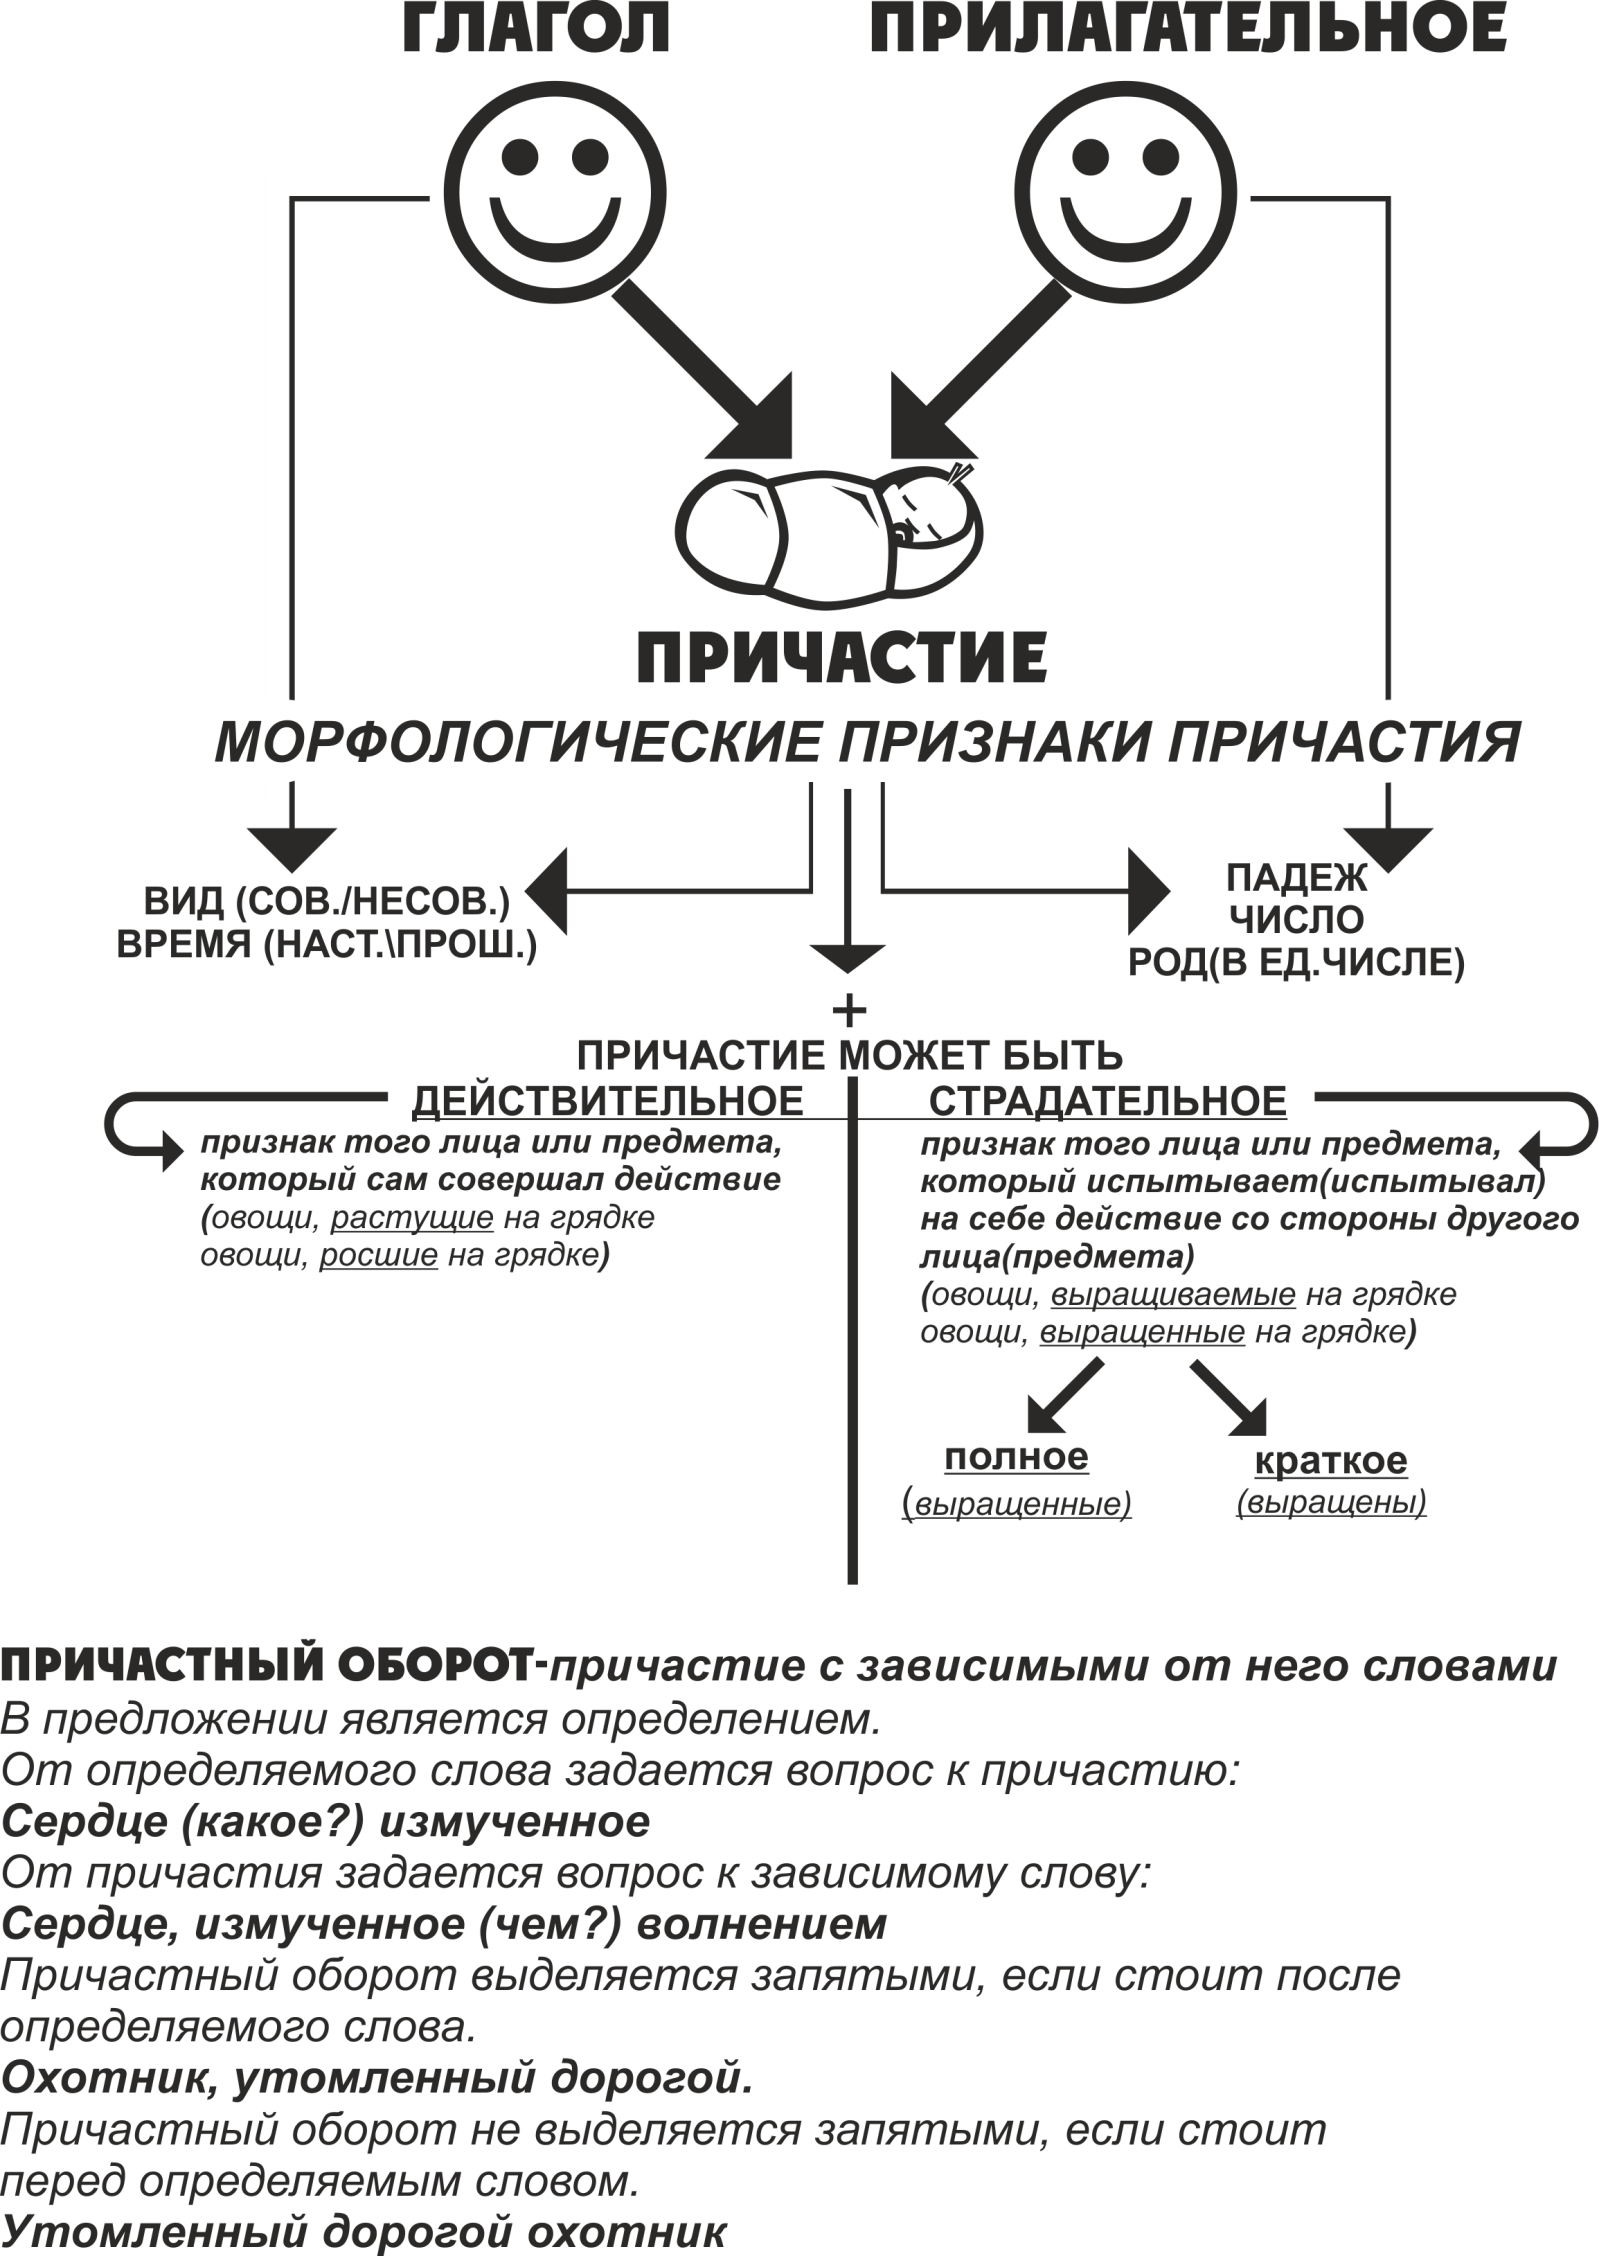 ГЛАГОЛ
ПРИЛАГАТЕЛЬНОЕ
ПРИЧАСТИЕ
МОРФОЛОГИЧЕСКИЕ ПРИЗНАКИ ПРИЧАСТИЯ
ВИД (СОВ./НЕСОВ.)
ВРЕМЯ (НАСТ.\ПРОШ.)
ПАДЕЖ
ЧИСЛО
РОД(В ЕД.ЧИСЛЕ)
+
ПРИЧАСТИЕ МОЖЕТ БЫТЬ
ДЕЙСТВИТЕЛЬНОЕ
признак того лица или предмета,
который сам совершал действие
(овощи, растущие на грядке
овощи, росшие на грядке)
СТРАДАТЕЛЬНОЕ
признак того лица или предмета,
который испытывает(испытывал)
на себе действие со стороны другого
лица(предмета)
(овощи, выращиваемые на грядке
овощи, выращенные на грядке)
полное
(выращенные)
краткое
(выращены)
ПРИЧАСТНЫЙ ОБОРОТ-причастие с зависимыми от него словами
В предложении является определением.
От определяемого слова задается вопрос к причастию:
Сердце (какое?) измученное
От причастия задается вопрос к зависимому слову:
Сердце, измученное (чем?) волнением
Причастный оборот выделяется запятыми, если стоит после
определяемого слова.
Охотник, утомленный дорогой.
Причастный оборот не выделяется запятыми, если стоит
перед определяемым словом.
Утомленный дорогой охотник